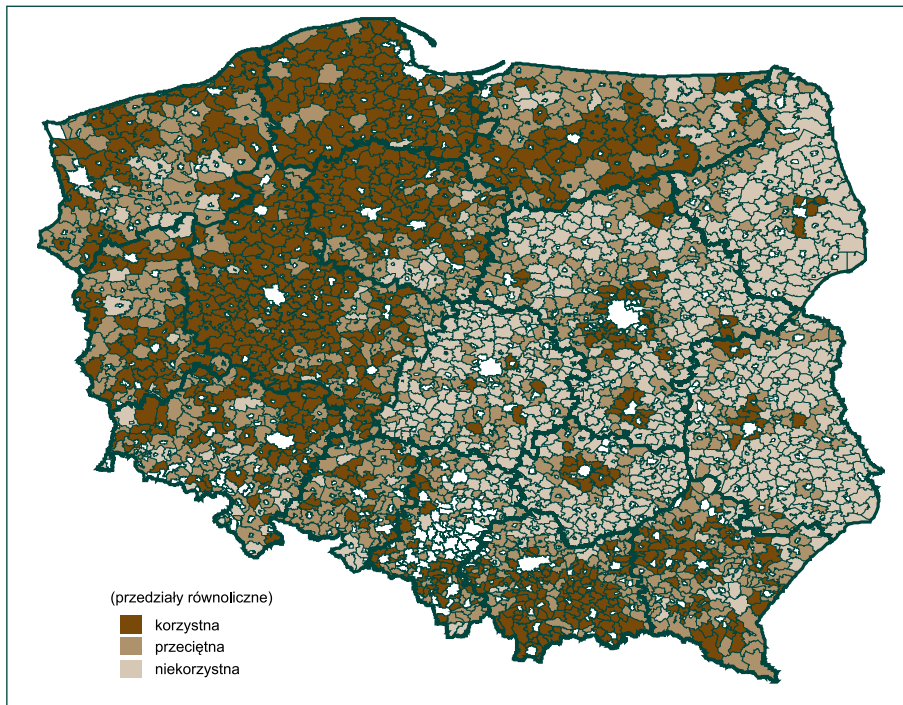 (przedziały równoliczne)
korzystna
przeciętna
niekorzystna